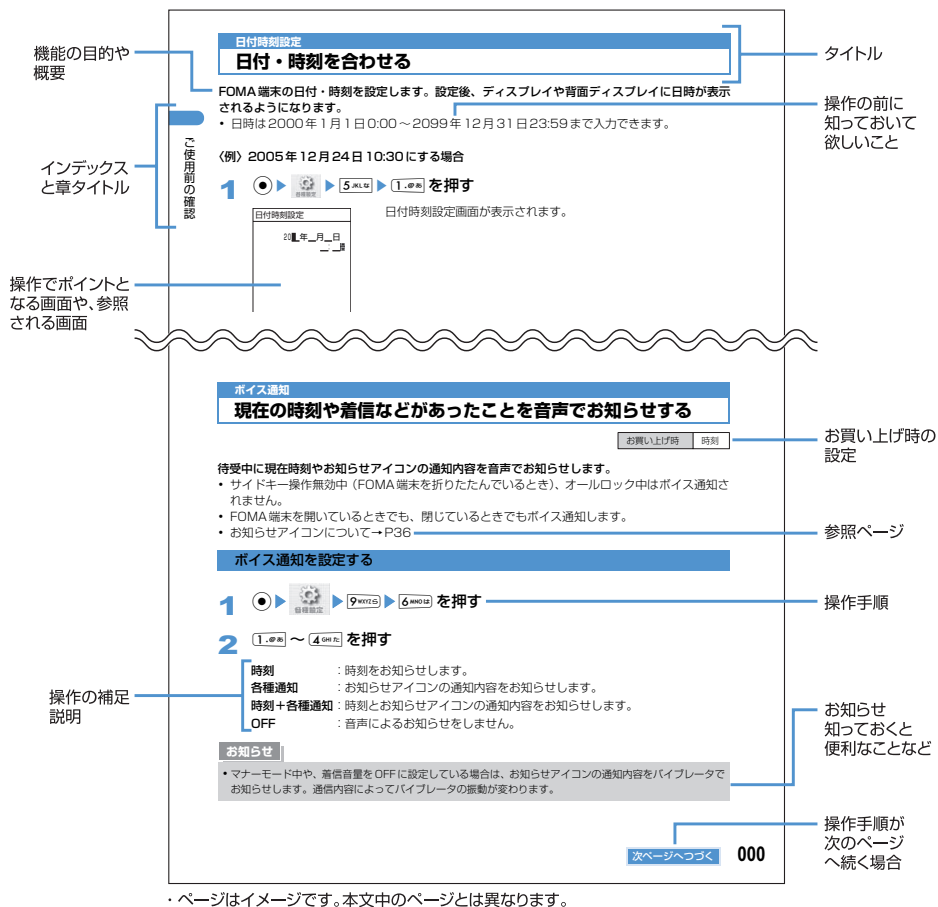 機能の目的や
概要
インデックス
と章タイトル
操作でポイントと
なる画面や、参照
される画面
操作の補足
説明
ご使用前の確認
日付時刻設定
日付・時刻を合わせる
FOMA端末の日付・時刻を設定します。設定後、ディスプレイや背面ディスプレイに日時が表示
されるようになります。
• 日時は2000年1月1日0:00～2099年12月31日23:59まで入力できます。
〈例〉2005年12月24日10:30にする場合
1 各種設定 5 JKL な 1 .@ あ を押す
日付時刻設定画面が表示されます。
日付時刻設定
20 年 月 日
:
ボイス通知
現在の時刻や着信などがあったことを音声でお知らせする
お買い上げ時 時刻
待受中に現在時刻やお知らせアイコンの通知内容を音声でお知らせします。
• サイドキー操作無効中（FOMA端末を折りたたんでいるとき）、オールロック中はボイス通知さ
れません。
• FOMA端末を開いているときでも、閉じているときでもボイス通知します。
• お知らせアイコンについて→P36
ボイス通知を設定する
1 各種設定 9 WXYZ ら 6 MNO は を押す
2 1 .@ あ ～ 4 GHI た を押す
時刻 ：時刻をお知らせします。
各種通知 ：お知らせアイコンの通知内容をお知らせします。
時刻＋各種通知：時刻とお知らせアイコンの通知内容をお知らせします。
OFF ：音声によるお知らせをしません。
お知らせ
• マナーモード中や、着信音量をOFFに設定している場合は、お知らせアイコンの通知内容をバイブレータで
お知らせします。通信内容によってバイブレータの振動が変わります。
次ページへつづく 000
タイトル
操作の前に
知っておいて
欲しいこと
お買い上げ時の
設定
参照ページ
操作手順
お知らせ
知っておくと
便利なことなど
操作手順が
次のページ
へ続く場合
・ページはイメージです。本文中のページとは異なります。